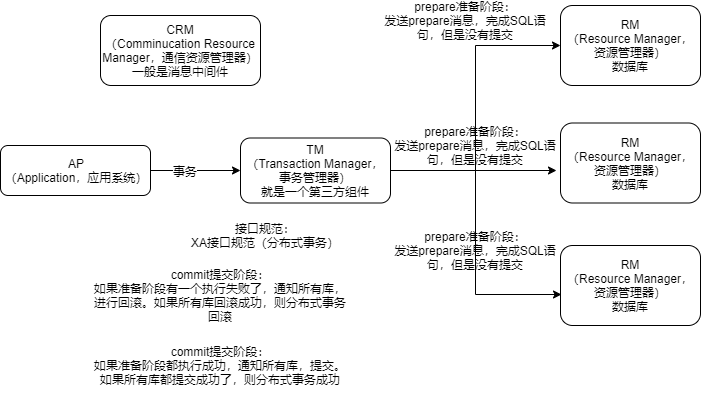 CRM
（Comminucation Resource
Manager，通信资源管理器）
一般是消息中间件
prepare准备阶段：
发送prepare消息，完成SQL语
句，但是没有提交
RM
（Resource Manager，
资源管理器）
数据库
AP
（Application，应用系统）
事务
TM
（Transaction Manager，
事务管理器）
就是一个第三方组件
prepare准备阶段：
发送prepare消息，完成SQL语
句，但是没有提交
RM
（Resource Manager，
资源管理器）
数据库
接口规范：
XA接口规范（分布式事务）
prepare准备阶段：
发送prepare消息，完成SQL语
句，但是没有提交
RM
（Resource Manager，
资源管理器）
数据库
commit提交阶段：
如果准备阶段有一个执行失败了，通知所有库，
进行回滚。如果所有库回滚成功，则分布式事务
回滚
commit提交阶段：
如果准备阶段都执行成功，通知所有库，提交。
如果所有库都提交成功了，则分布式事务成功